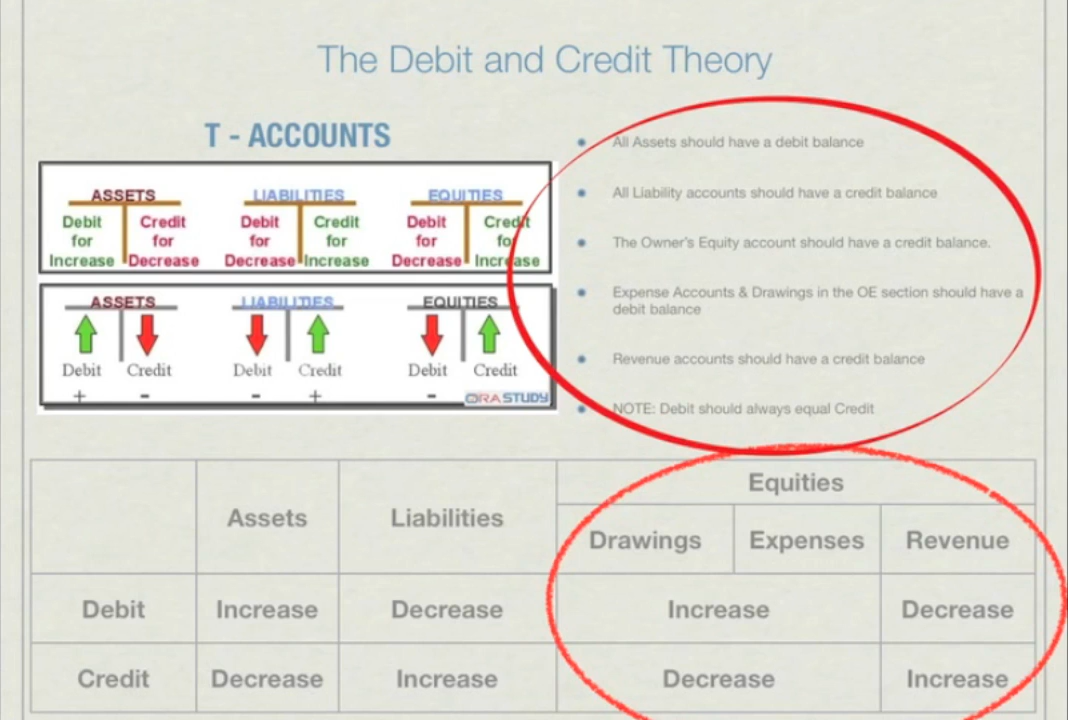 The Debit and Credit Theory
T - ACCOUNTS
ASSETS LIABILITIES EQUITIES
Debit Credit Debit Credit Debit Credit
for for for for for for
Increase Decrease Decrease Increase Decrease Increase
ASSETS LIABILITIES EQUITIES
Debit Credit Debit Credit Debit Credit
+ - - + -
ORA STUDY
All Assets should have a debit balance
All Liability accounts should have a credit balance
The Owner's Equity account should have a credit balance.
Expense Accounts & Drawings in the OE section should have a
debit balance
Revenue accounts should have a credit balance
NOTE: Debit should always equal Credit
Equities
Assets Liabilities
Drawings Expenses Revenue
Debit Increase Decrease Increase Decrease
Credit Decrease Increase Decrease Increase